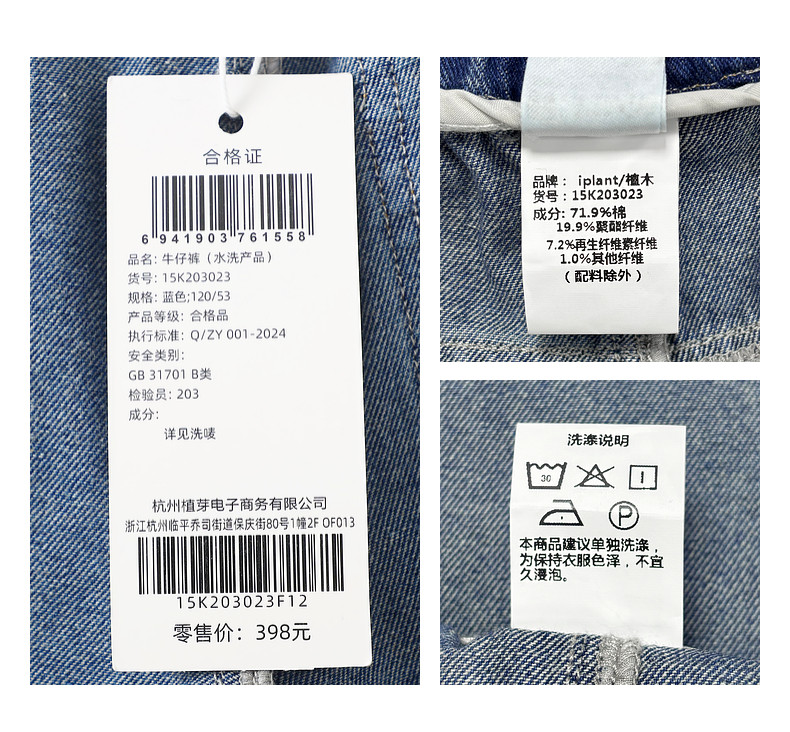 合格证
6 941903 761558
品名: 牛仔裤（水洗产品）
货号: 15K203023
规格: 蓝色;120/53
产品等级: 合格品
执行标准: Q/ZY 001-2024
安全类别:
GB 31701 B类
检验员: 203
成分:
详见洗唛
杭州植芽电子商务有限公司
浙江杭州临平乔司街道保庆街80号1幢2F OF013
15K203023F12
零售价: 398元
品牌： iplant/植木
货号：15K203023
成分: 71.9%棉
19.9%聚酯纤维
7.2%再生纤维素纤维
1.0%其他纤维
（配料除外）
洗涤说明
30
P
本商品建议单独洗涤，
为保持衣服色泽，不宜
久浸泡。